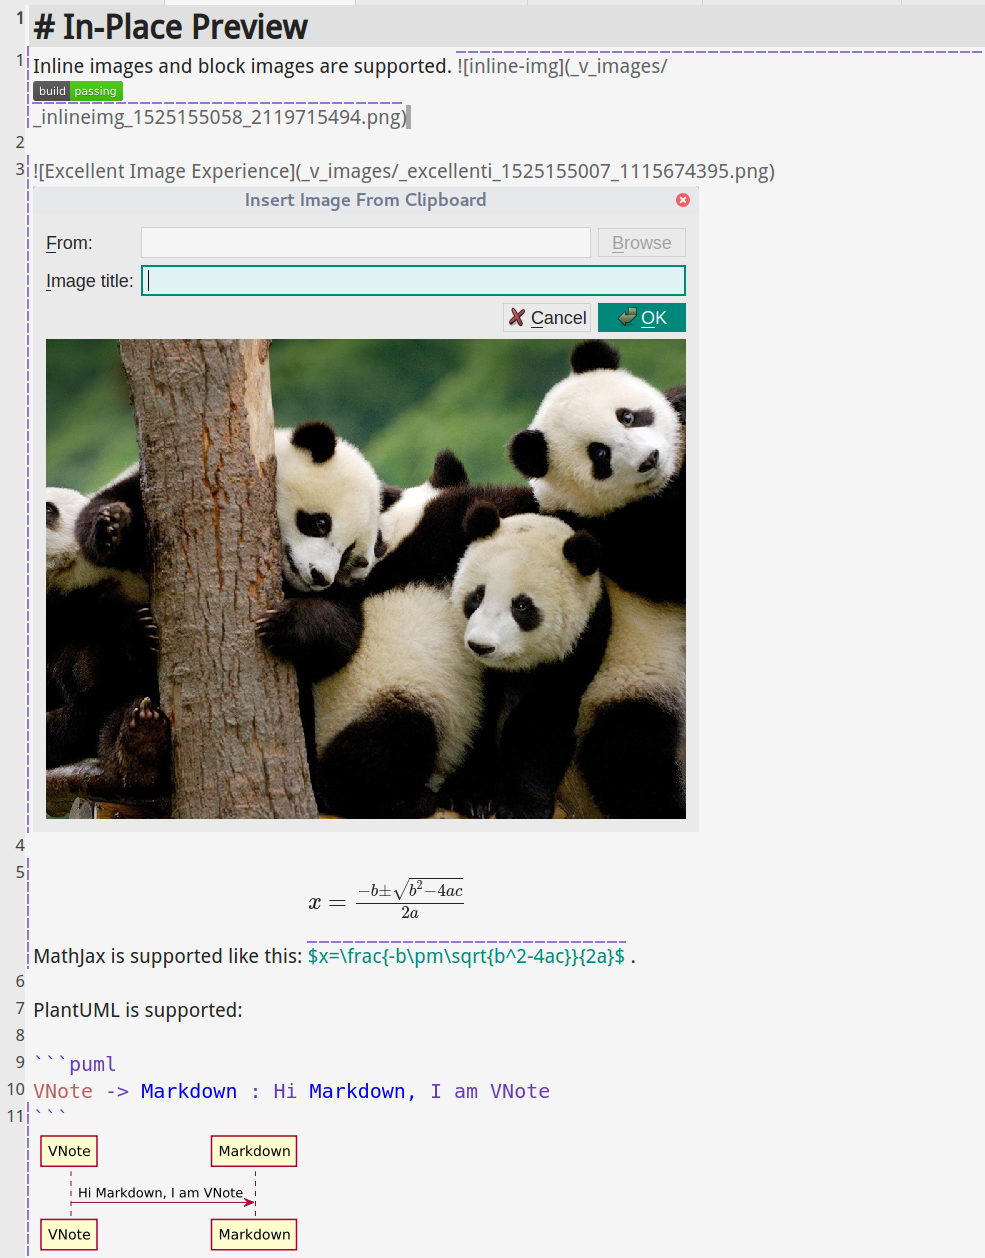 1 # In-Place Preview
1 Inline images and block images are supported. ![inline-img](_v_images/
build passing
_inlineimg_1525155058_2119715494.png)
2
3 ![Excellent Image Experience](_v_images/_excellenti_1525155007_1115674395.png)
Insert Image From Clipboard
From: Browse
Image title:
Cancel OK
4
5
x = −b±√b²−4ac / 2a
MathJax is supported like this: $x=\frac{-b\pm\sqrt{b^2-4ac}}{2a}$ .
6
7 PlantUML is supported:
8
9 ```puml
10 VNote -> Markdown : Hi Markdown, I am VNote
11 ```
VNote Markdown
Hi Markdown, I am VNote
VNote Markdown